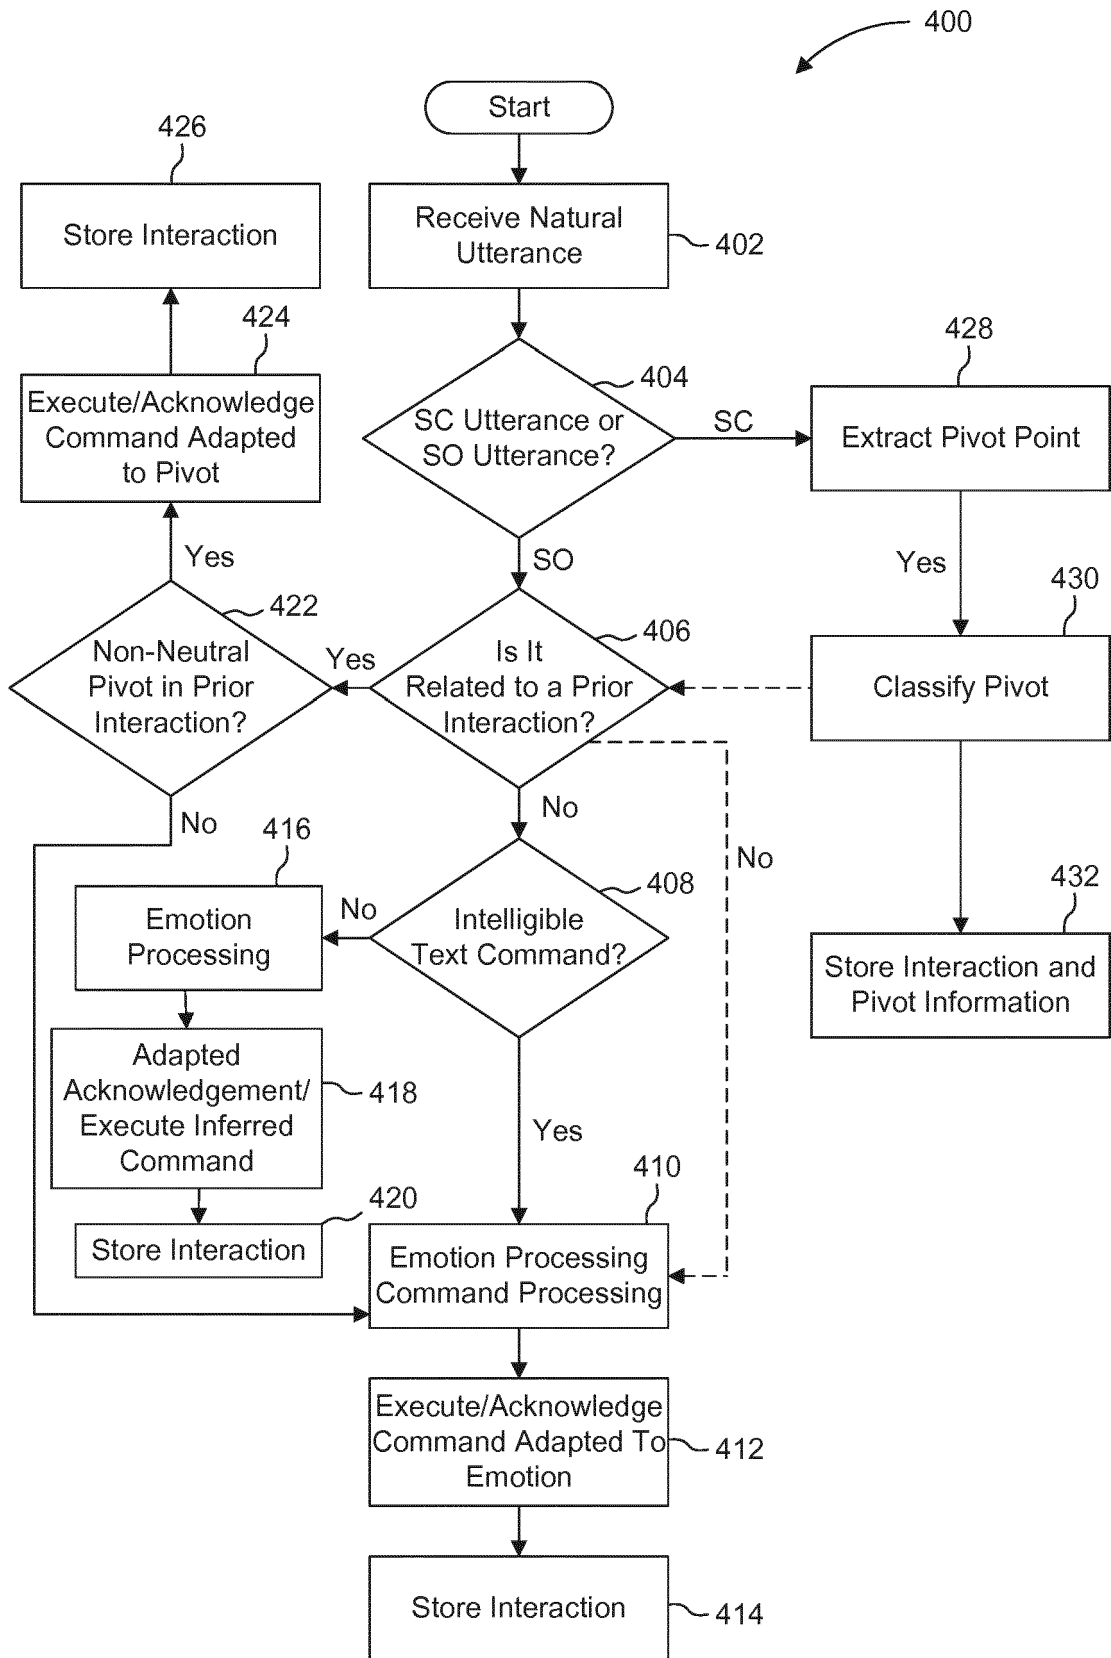 400
Start
426
Store Interaction
Receive Natural
Utterance
402
424
Execute/Acknowledge
Command Adapted
to Pivot
404
SC Utterance or
SO Utterance?
SC
428
Extract Pivot Point
Yes
SO
Yes
422
Non-Neutral
Pivot in Prior
Interaction?
Yes
406
Is It
Related to a Prior
Interaction?
430
Classify Pivot
No
No
No
416
Emotion
Processing
No
408
Intelligible
Text Command?
432
Store Interaction and
Pivot Information
Adapted
Acknowledgement/
Execute Inferred
Command
418
Yes
420
Store Interaction
410
Emotion Processing
Command Processing
Execute/Acknowledge
Command Adapted To
Emotion
412
Store Interaction
414